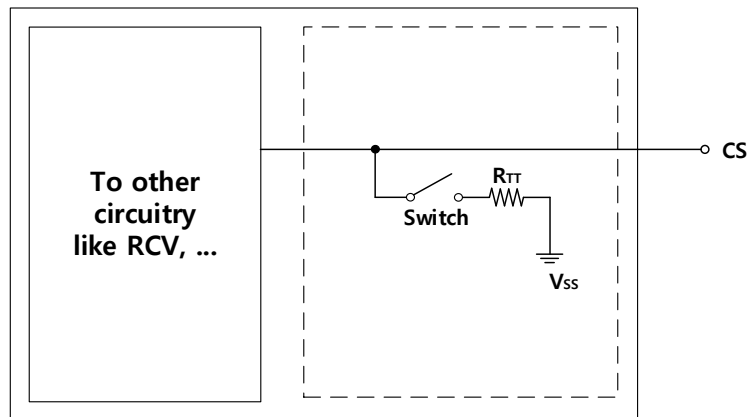 To other
circuitry
like RCV, ...
CS
RTT
Switch
VSS